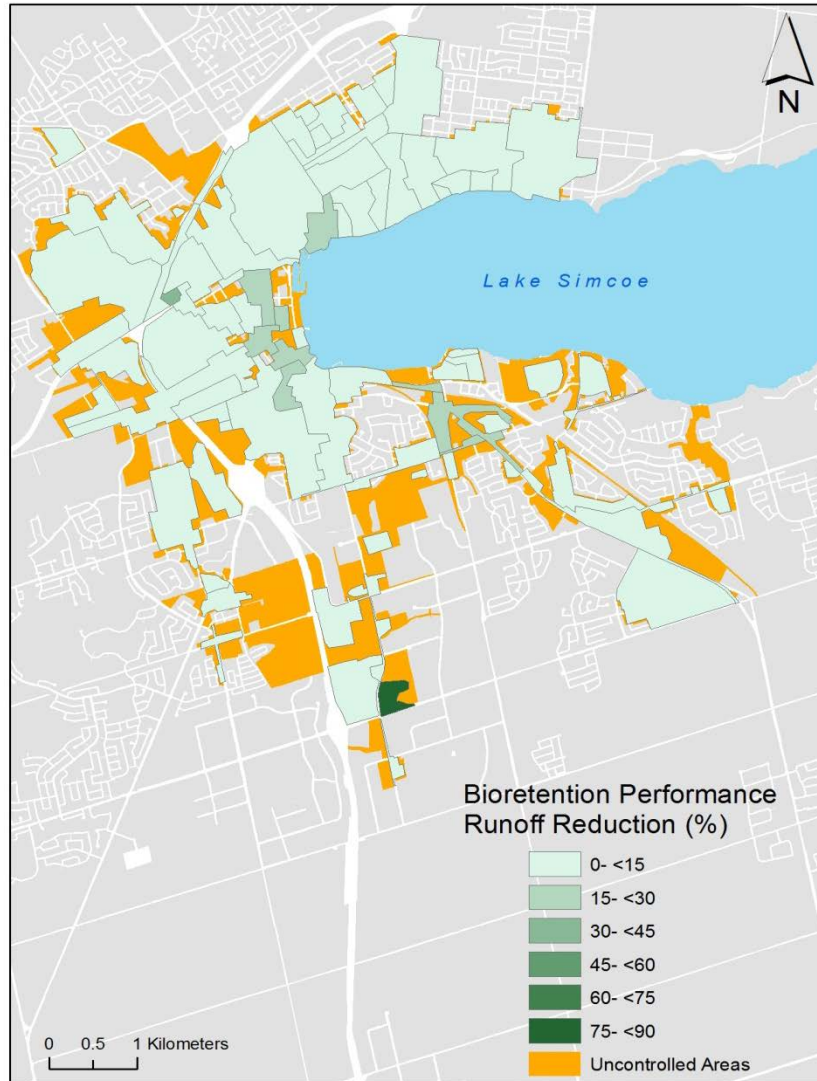 N
Lake Simcoe
Bioretention Performance
Runoff Reduction (%)
0- <15
15- <30
30- <45
45- <60
60- <75
75- <90
Uncontrolled Areas
0 0.5 1 Kilometers